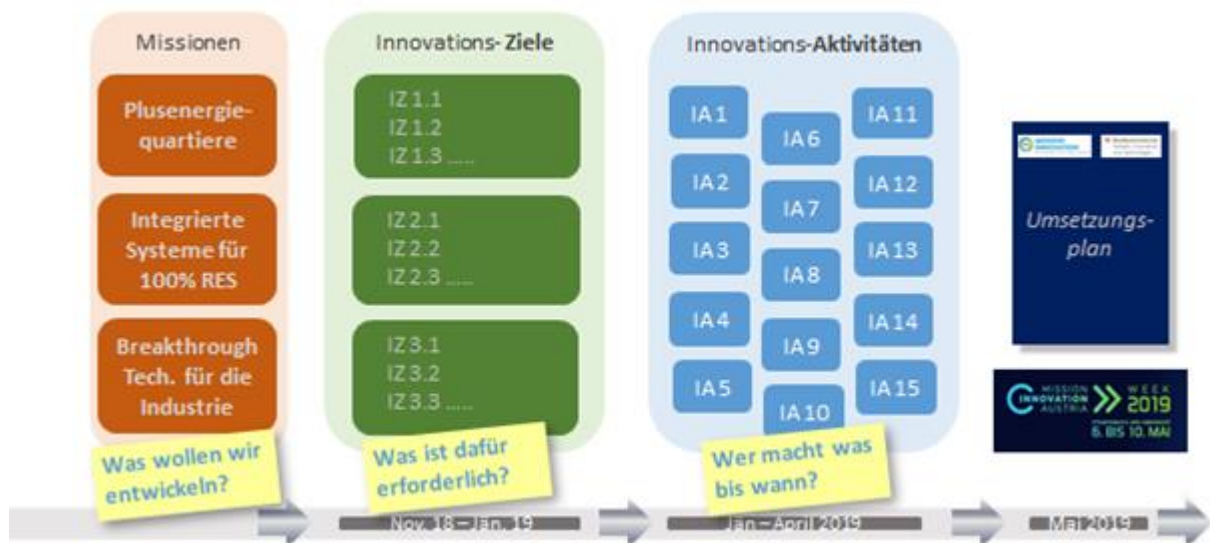 Missionen
Plusenergie-
quartiere
Integrierte
Systeme für
100% RES
Breakthrough
Tech. für die
Industrie
Was wollen wir
entwickeln?
Innovations-Ziele
IZ 1.1
IZ 1.2
IZ 1.3 .....
IZ 2.1
IZ 2.2
IZ 2.3 .....
IZ 3.1
IZ 3.2
IZ 3.3 .....
Was ist dafür
erforderlich?
Innovations-Aktivitäten
IA 1
IA 2
IA 3
IA 4
IA 5
IA 6
IA 7
IA 8
IA 9
IA 10
IA 11
IA 12
IA 13
IA 14
IA 15
Wer macht was
bis wann?
MISSION
INNOVATION
Umsetzungs-
plan
MISSION
INNOVATION
AUSTRIA
WEEK
2019
6. BIS 10. MAI
Nov. 18 – Jan. 19
Jan – April 2019
Mai 2019